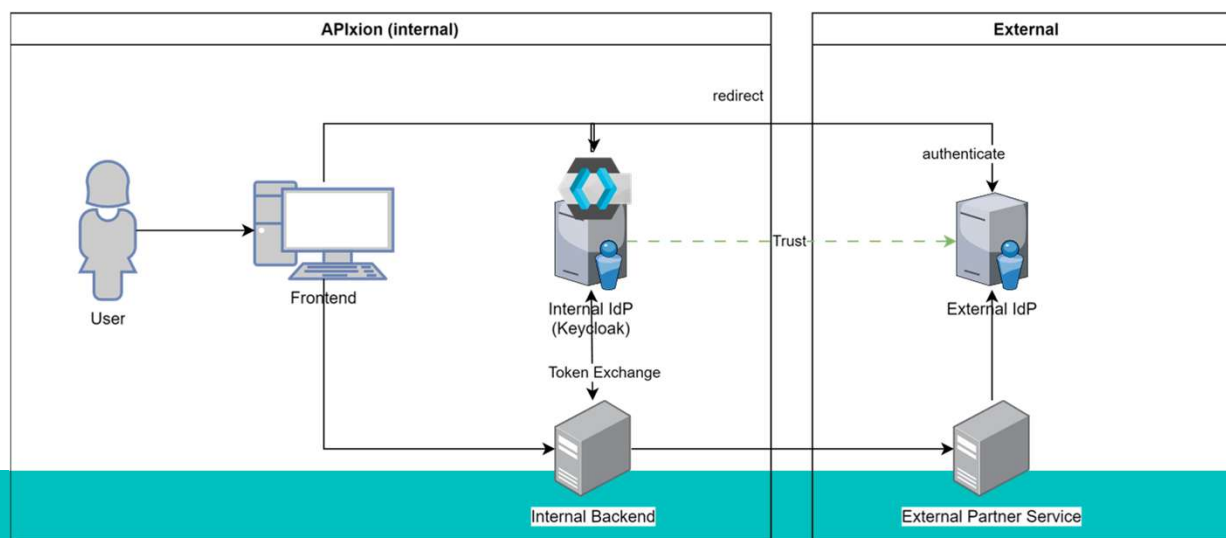 APIxion (internal)
External
redirect
authenticate
Trust
Frontend
User
Internal IdP
(Keycloak)
External IdP
Token Exchange
Internal Backend
External Partner Service